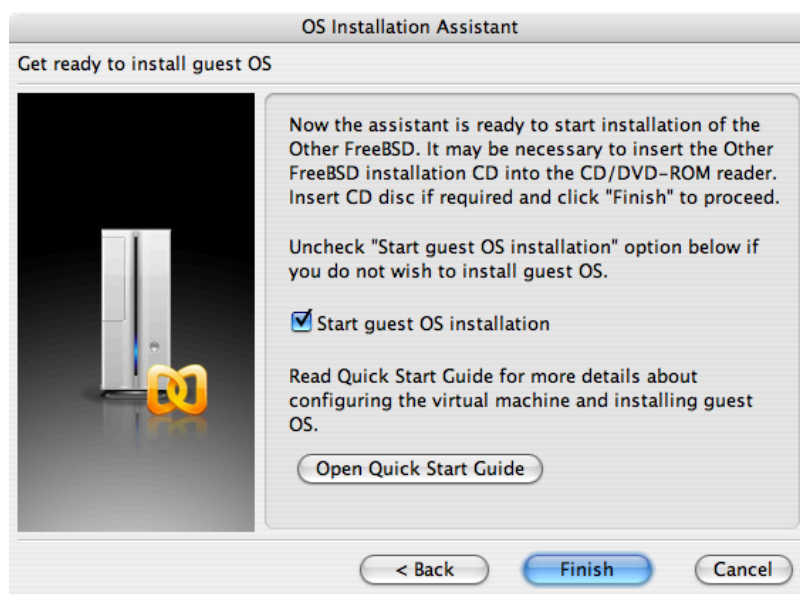 OS Installation Assistant
Get ready to install guest OS
Now the assistant is ready to start installation of the
Other FreeBSD. It may be necessary to insert the Other
FreeBSD installation CD into the CD/DVD-ROM reader.
Insert CD disc if required and click "Finish" to proceed.
Uncheck "Start guest OS installation" option below if
you do not wish to install guest OS.
Start guest OS installation
Read Quick Start Guide for more details about
configuring the virtual machine and installing guest
OS.
Open Quick Start Guide
< Back
Finish
Cancel